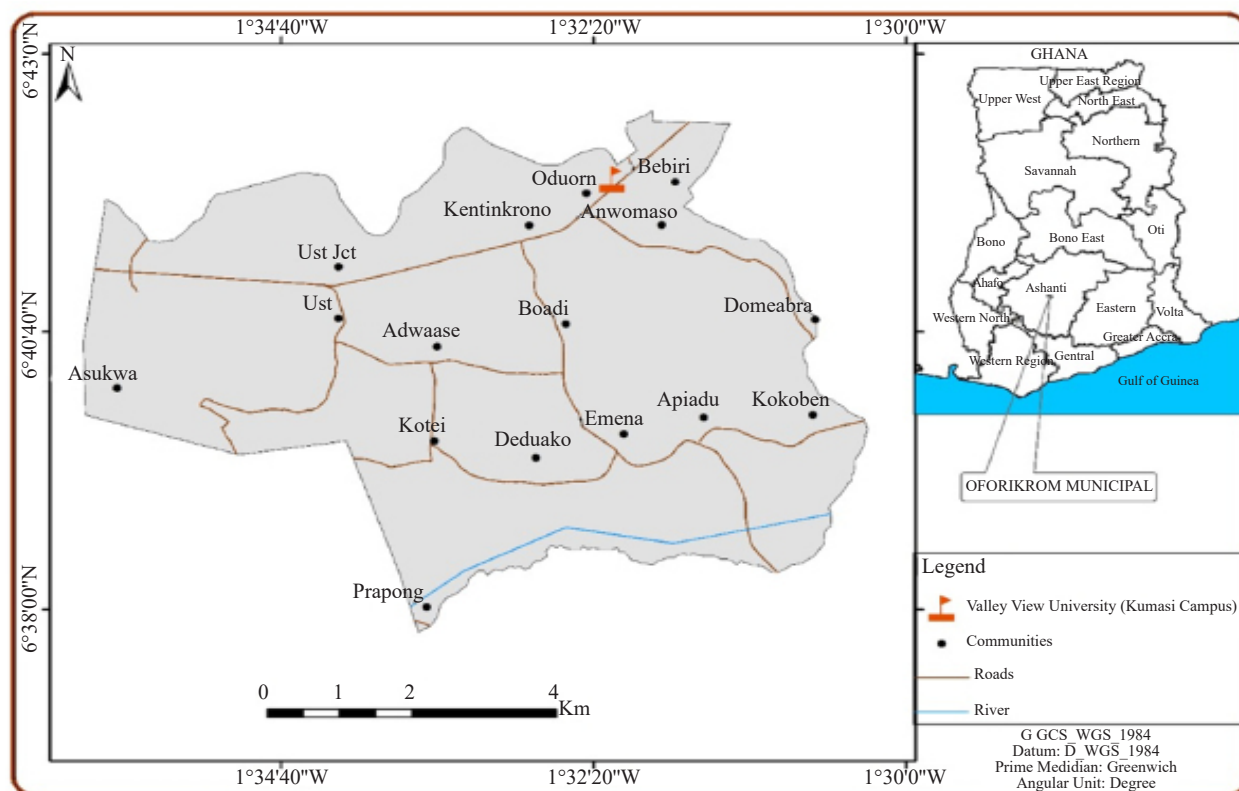 1°34'40"W
1°32'20"W
1°30'0"W
6°43'0"N
6°40'0"N
6°38'0"N
N
Bebiri
Oduorn
Kentinkrono
Anwomaso
Ust Jct
Ust
Boadi
Domeabra
Adwaase
Asukwa
Apiadu
Kokoben
Kotei
Emena
Deduako
Prapong
0 1 2 4
Km
1°34'40"W
1°32'20"W
1°30'0"W
GHANA
Upper East Region
Upper West
North East
Northern
Savannah
Oti
Bono
Bono East
Ahafo
Ashanti
Eastern
Volta
Western North
Greater Accra
Western Region
Gentral
Gulf of Guinea
OFORIKROM MUNICIPAL
Legend
Valley View University (Kumasi Campus)
Communities
Roads
River
G GCS_WGS_1984
Datum: D_WGS_1984
Prime Medidian: Greenwich
Angular Unit: Degree